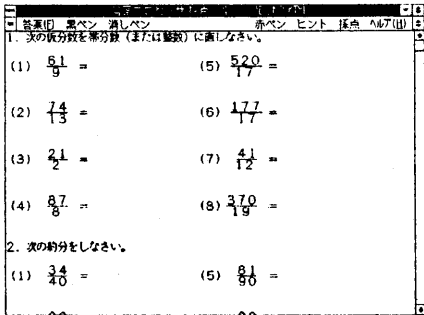 答案(E) 黒ペン 消しペン 赤ペン ヒント 採点 ヘルプ(H)
1. 次の仮分数を帯分数(または整数)に直しなさい。
(1) 61/9 = (5) 520/17 =
(2) 74/13 = (6) 177/17 =
(3) 21/2 = (7) 41/12 =
(4) 87/8 = (8) 370/19 =
2. 次の約分をしなさい。
(1) 34/40 = (5) 81/90 =